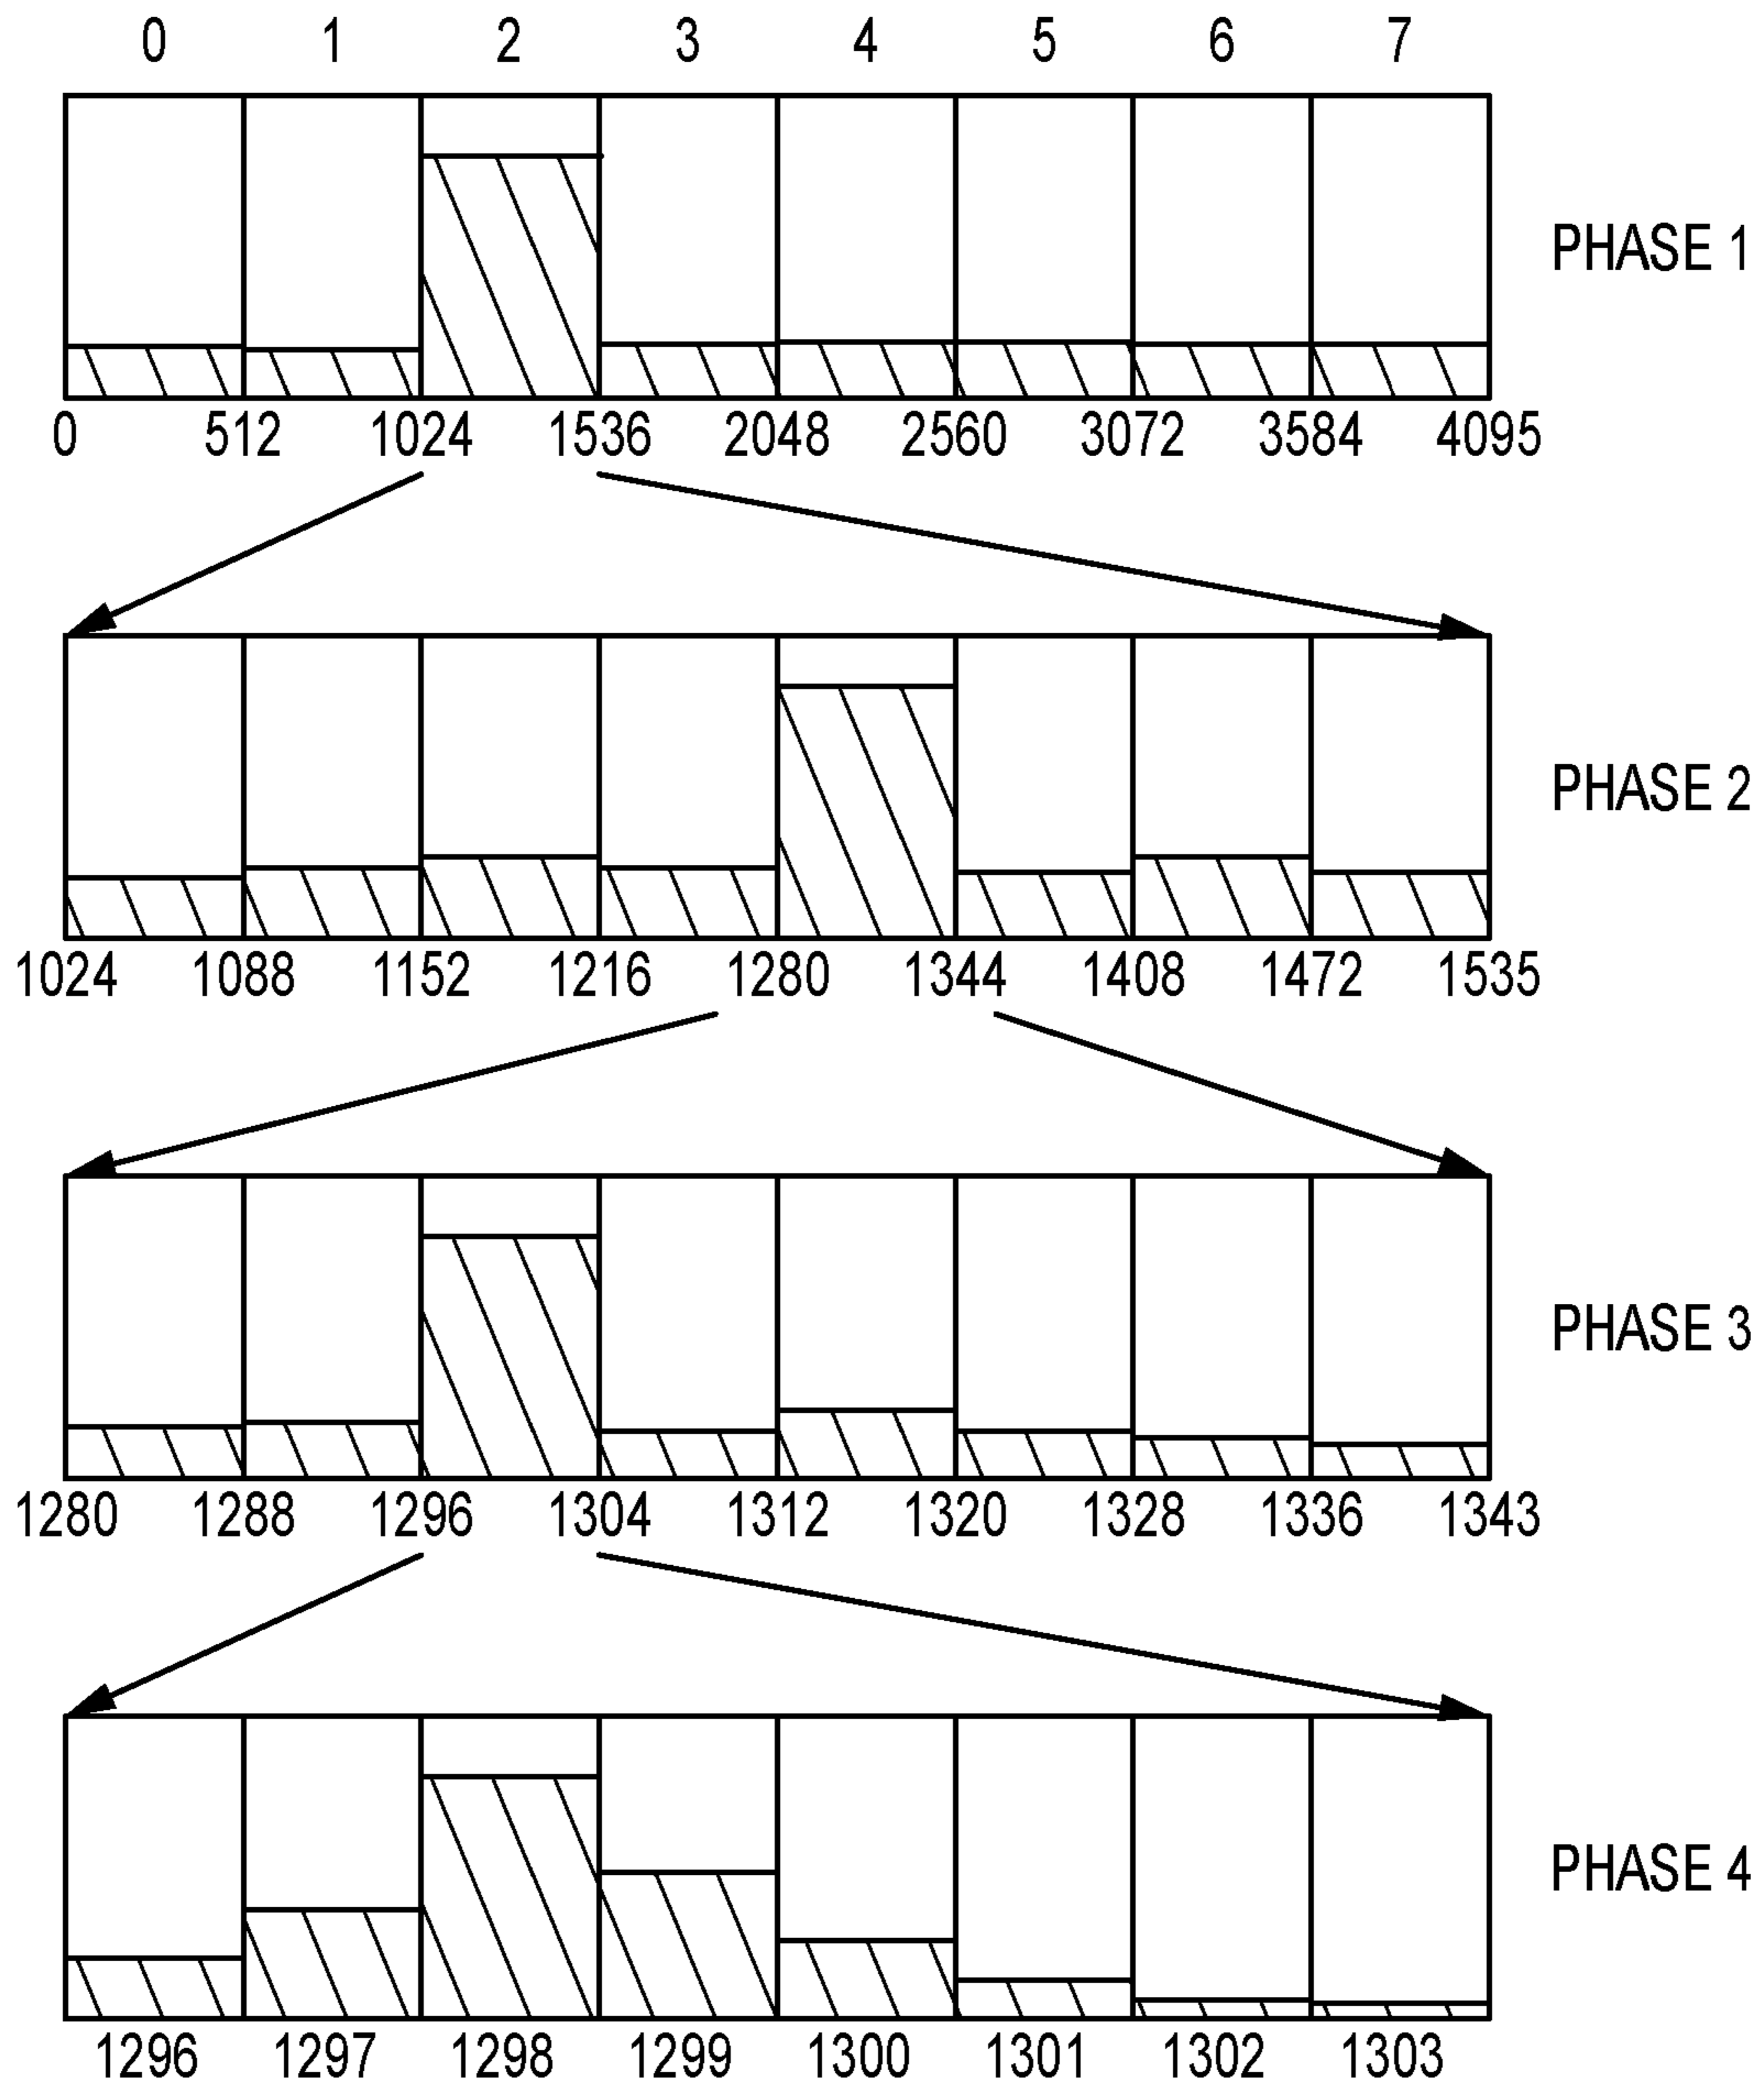 0 1 2 3 4 5 6 7
PHASE 1
0 512 1024 1536 2048 2560 3072 3584 4095
PHASE 2
1024 1088 1152 1216 1280 1344 1408 1472 1535
PHASE 3
1280 1288 1296 1304 1312 1320 1328 1336 1343
PHASE 4
1296 1297 1298 1299 1300 1301 1302 1303